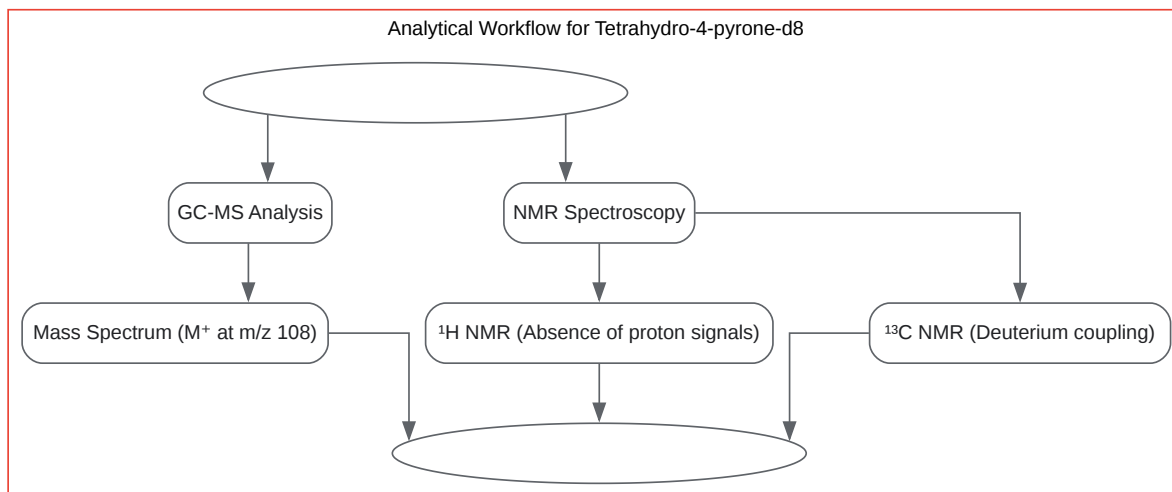 Analytical Workflow for Tetrahydro-4-pyrone-d8
GC-MS Analysis
NMR Spectroscopy
Mass Spectrum (M⁺ at m/z 108)
¹H NMR (Absence of proton signals)
¹³C NMR (Deuterium coupling)